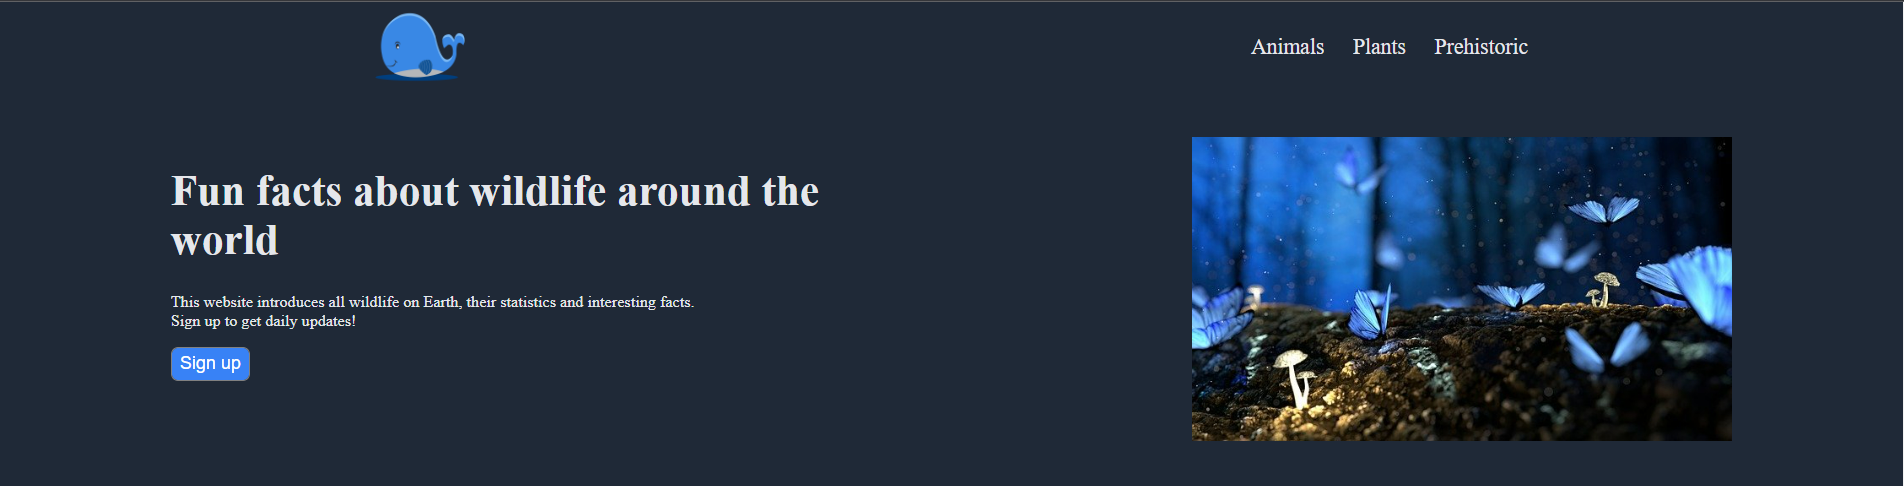 Animals Plants Prehistoric
Fun facts about wildlife around the
world
This website introduces all wildlife on Earth, their statistics and interesting facts.
Sign up to get daily updates!
Sign up